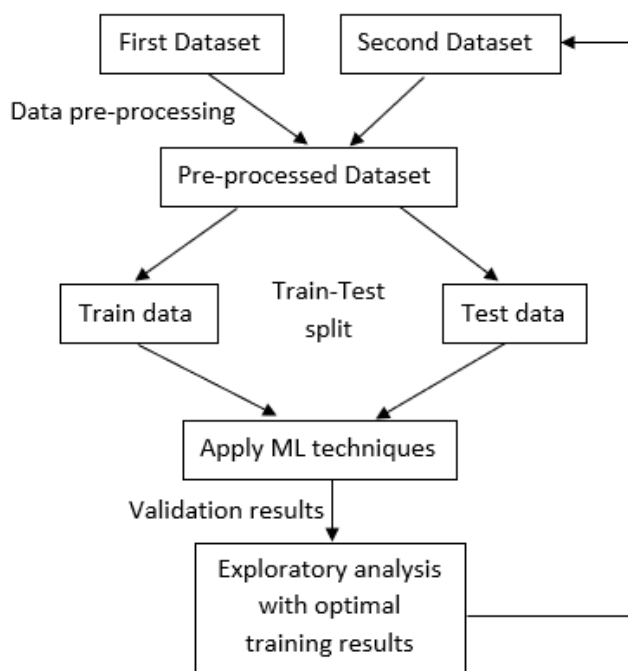 First Dataset
Second Dataset
Data pre-processing
Pre-processed Dataset
Train data
Train-Test
split
Test data
Apply ML techniques
Validation results
Exploratory analysis
with optimal
training results